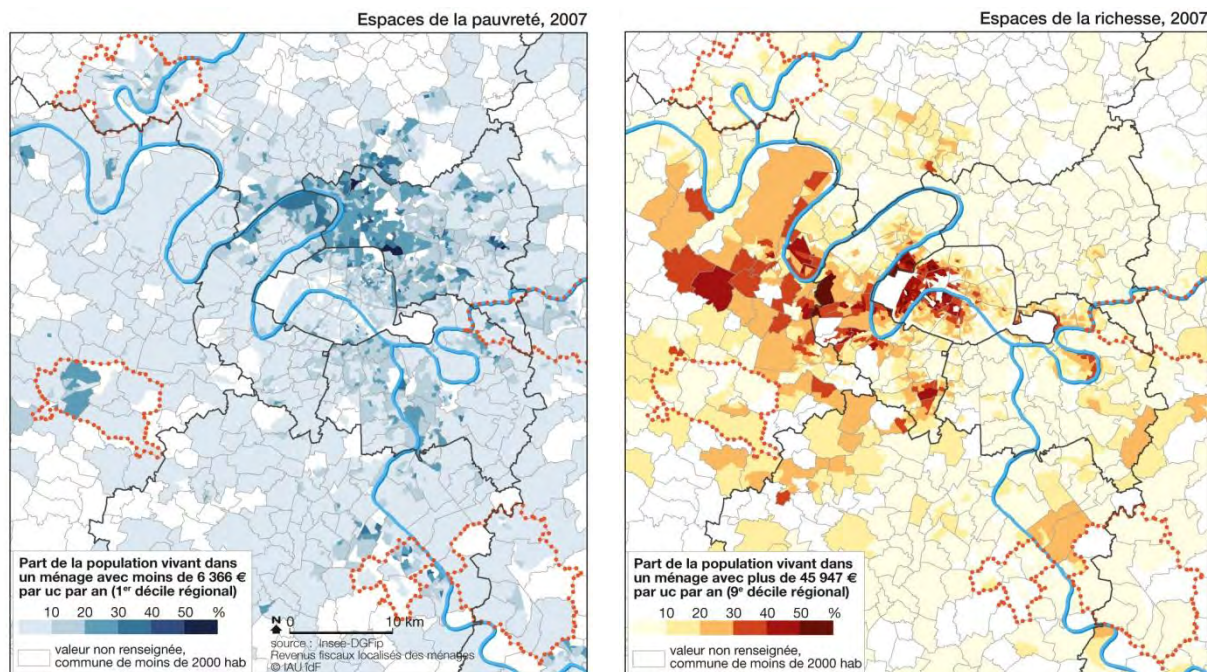 Espaces de la pauvreté, 2007
Part de la population vivant dans
un ménage avec moins de 6 366 €
par uc par an (1er décile régional)
10 20 30 40 50 %
valeur non renseignée,
commune de moins de 2000 hab
N
0 10 km
source : Insee-DGFip
Revenus fiscaux localisés des ménages
© IAU îdF
Espaces de la richesse, 2007
Part de la population vivant dans
un ménage avec plus de 45 947 €
par uc par an (9e décile régional)
10 20 30 40 50 %
valeur non renseignée,
commune de moins de 2000 hab